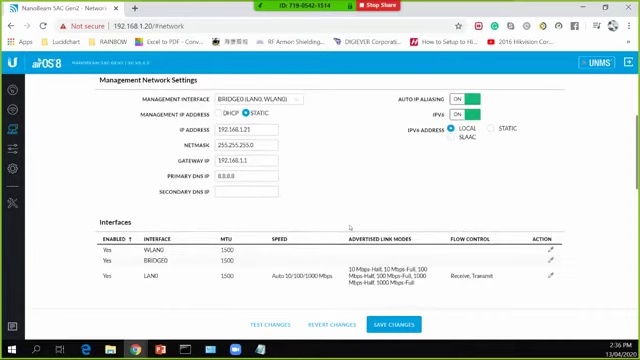 NanoBeam 5AC Gen2 - Network
ID: 719-0542-1514
Stop Share
Not secure
192.168.1.20/#network
Apps
Lucidchart
RAINBOW
Excel to PDF - Conv...
RF Armor: Shielding...
DIGIEVER Corporati...
How to Setup to Hi...
2016 Hikvision Cor...
airOS 8
UNMS
Management Network Settings
MANAGEMENT INTERFACE
BRIDGE0 (LAN0, WLAN0)
AUTO IP ALIASING
ON
MANAGEMENT IP ADDRESS
DHCP
STATIC
IPV6
ON
IP ADDRESS
192.168.1.21
IPV6 ADDRESS
LOCAL
STATIC
SLAAC
NETMASK
255.255.255.0
GATEWAY IP
192.168.1.1
PRIMARY DNS IP
8.8.8.8
SECONDARY DNS IP
Interfaces
ENABLED
INTERFACE
MTU
SPEED
ADVERTISED LINK MODES
FLOW CONTROL
ACTION
Yes
WLAN0
1500
Yes
BRIDGE0
1500
Yes
LAN0
1500
Auto 10/100/1000 Mbps
10 Mbps-Half, 10 Mbps-Full, 100
Mbps-Half, 100 Mbps-Full, 1000
Mbps-Half, 1000 Mbps-Full
Receive, Transmit
TEST CHANGES
REVERT CHANGES
SAVE CHANGES
2:36 PM
13/04/2020